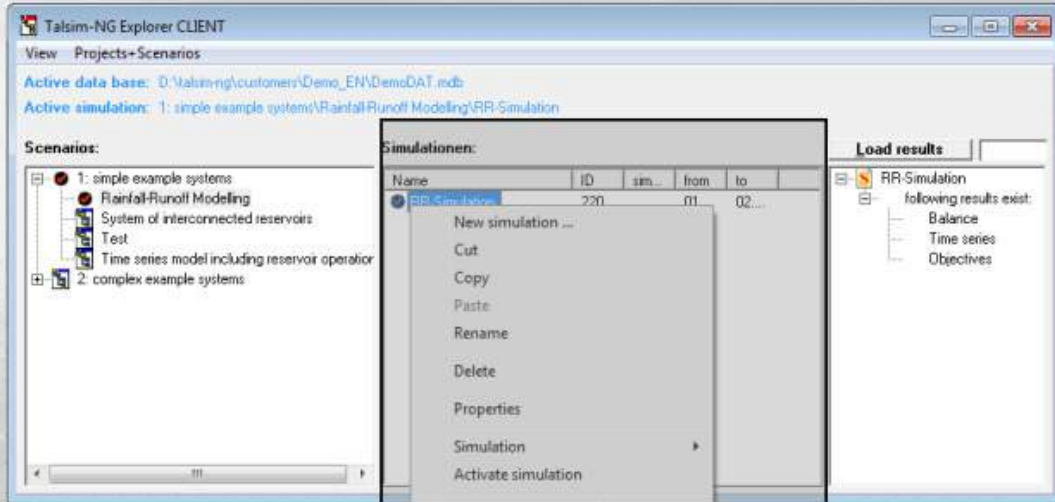 Talsim-NG Explorer CLIENT
View Projects+Scenarios
Active data base: D:\talsim-ng\customers\Demo_EN\DemoDAT.mdb
Active simulation: 1: simple example systems\Rainfall-Runoff Modelling\RR-Simulation
Scenarios:
1: simple example systems
Rainfall-Runoff Modelling
System of interconnected reservoirs
Test
Time series model including reservoir operation
2: complex example systems
Simulationen:
Name ID sim... from to
RR-Simulation 220 01... 02...
New simulation ...
Cut
Copy
Paste
Rename
Delete
Properties
Simulation
Activate simulation
Load results
RR-Simulation
following results exist:
Balance
Time series
Objectives